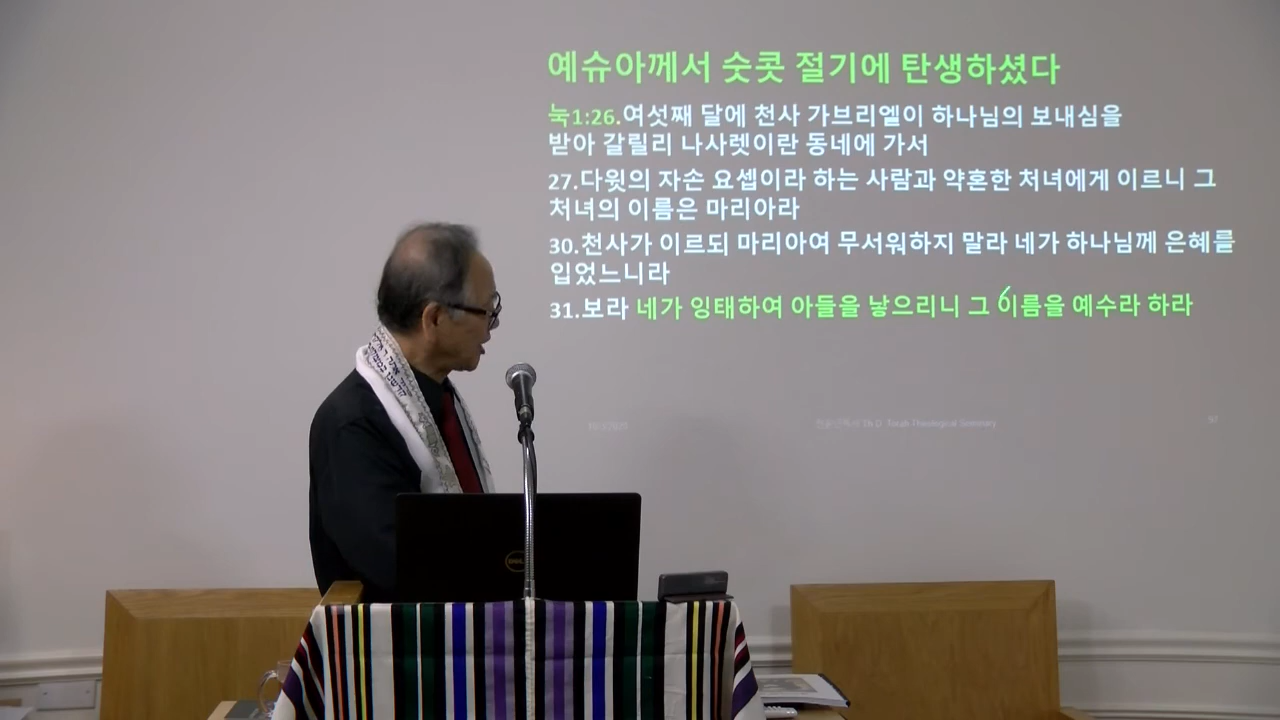 예슈아께서 숫콧 절기에 탄생하셨다
눅1:26.여섯째 달에 천사 가브리엘이 하나님의 보내심을
받아 갈릴리 나사렛이란 동네에 가서
27.다윗의 자손 요셉이라 하는 사람과 약혼한 처녀에게 이르니 그
처녀의 이름은 마리아라
30.천사가 이르되 마리아여 무서워하지 말라 네가 하나님께 은혜를
입었느니라
31.보라 네가 잉태하여 아들을 낳으리니 그 이름을 예수라 하라
Th.D. Torah Theological Seminary
DELL